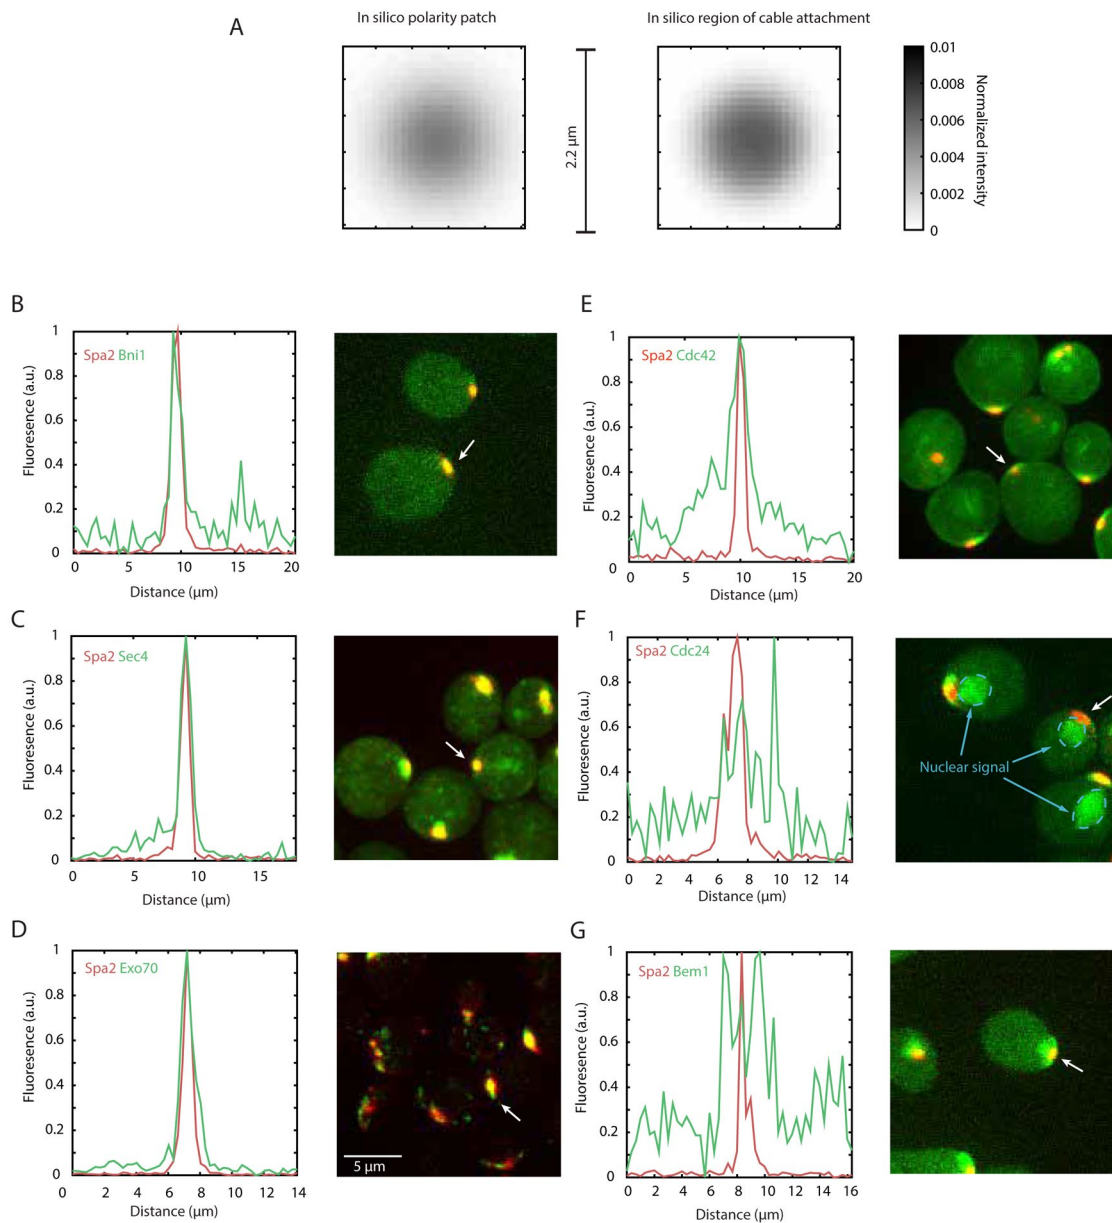 A
In silico polarity patch
In silico region of cable attachment
2.2 µm
0.01
0.008
0.006
0.004
0.002
0
Normalized intensity
B
Spa2 Bni1
Fluoresence (a.u.)
1
0.8
0.6
0.4
0.2
0
0 5 10 15 20
Distance (µm)
E
Spa2 Cdc42
Fluoresence (a.u.)
1
0.8
0.6
0.4
0.2
0
0 5 10 15 20
Distance (µm)
C
Spa2 Sec4
Fluoresence (a.u.)
1
0.8
0.6
0.4
0.2
0
0 5 10 15
Distance (µm)
F
Spa2 Cdc24
Fluoresence (a.u.)
1
0.8
0.6
0.4
0.2
0
0 2 4 6 8 10 12 14
Distance (µm)
Nuclear signal
D
Spa2 Exo70
Fluoresence (a.u.)
1
0.8
0.6
0.4
0.2
0
0 2 4 6 8 10 12 14
Distance (µm)
5 µm
G
Spa2 Bem1
Fluoresence (a.u.)
1
0.8
0.6
0.4
0.2
0
0 2 4 6 8 10 12 14 16
Distance (µm)